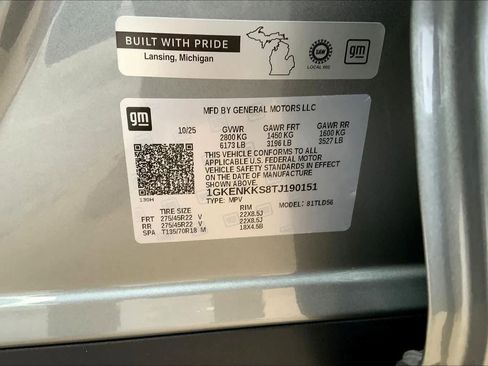 BUILT WITH PRIDE
Lansing, Michigan
UAW
LOCAL 602
gm
gm
MFD BY GENERAL MOTORS LLC
10/25 GVWR GAWR FRT GAWR RR
2800 KG 1450 KG 1600 KG
6173 LB 3196 LB 3527 LB
THIS VEHICLE CONFORMS TO ALL
APPLICABLE U.S. FEDERAL MOTOR
VEHICLE SAFETY STANDARDS IN EFFECT
ON THE DATE OF MANUFACTURE
SHOWN ABOVE.
1GKENKKS8TJ190151
TYPE: MPV MODEL: 81TLD56
TIRE SIZE RIM
FRT 275/45R22 V 22X8.5J
RR 275/45R22 V 22X8.5J
SPA T135/70R18 M 18X4.5B